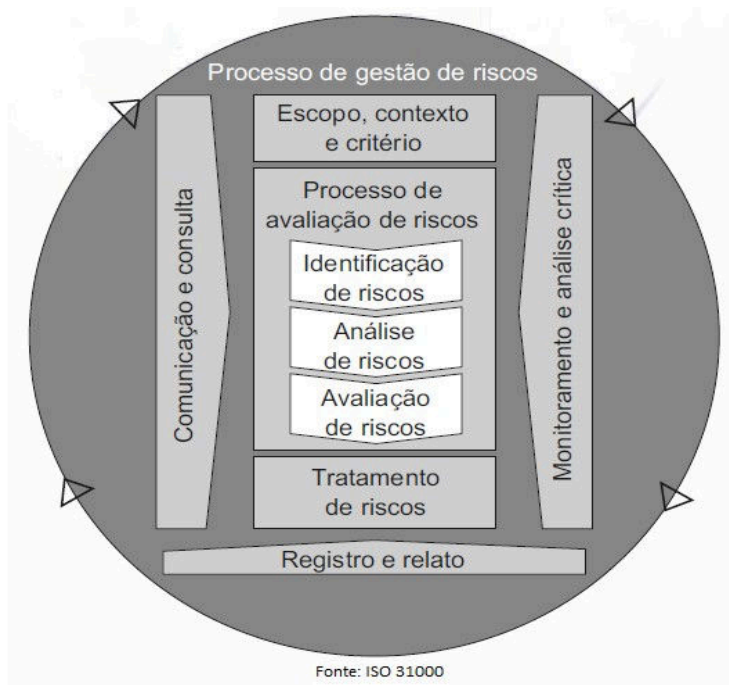 Processo de gestão de riscos
Escopo, contexto
e critério
Processo de
avaliação de riscos
Identificação
de riscos
Análise
de riscos
Avaliação
de riscos
Tratamento
de riscos
Comunicação e consulta
Monitoramento e análise crítica
Registro e relato
Fonte: ISO 31000